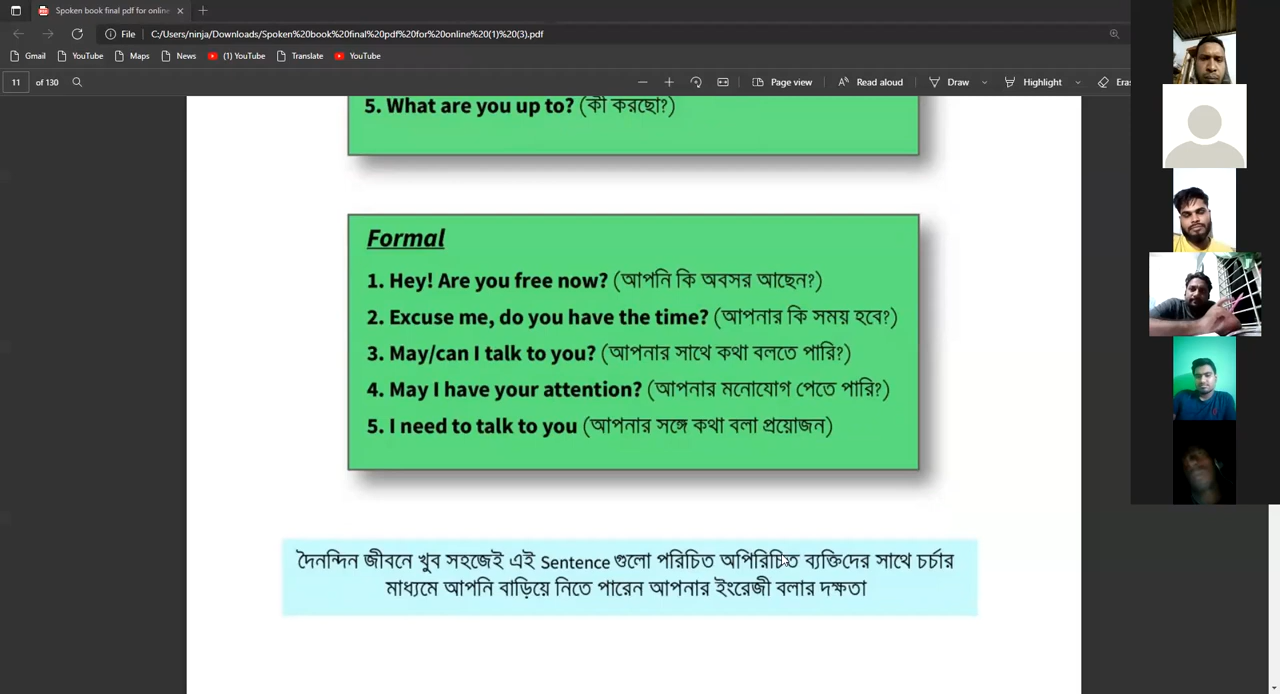 Spoken book final pdf for online
File C:/Users/ninja/Downloads/Spoken%20book%20final%20pdf%20for%20online%20(1)%20(3).pdf
Gmail YouTube Maps News (1) YouTube Translate YouTube
11 of 130 Page view Read aloud Draw Highlight Eras
5. What are you up to? (কী করছো?)
Formal
1. Hey! Are you free now? (আপনি কি অবসর আছেন?)
2. Excuse me, do you have the time? (আপনার কি সময় হবে?)
3. May/can I talk to you? (আপনার সাথে কথা বলতে পারি?)
4. May I have your attention? (আপনার মনোযোগ পেতে পারি?)
5. I need to talk to you (আপনার সঙ্গে কথা বলা প্রয়োজন)
দৈনন্দিন জীবনে খুব সহজেই এই Sentence গুলো পরিচিত অপিরিচিত ব্যক্তিদের সাথে চর্চার
মাধ্যমে আপনি বাড়িয়ে নিতে পারেন আপনার ইংরেজী বলার দক্ষতা